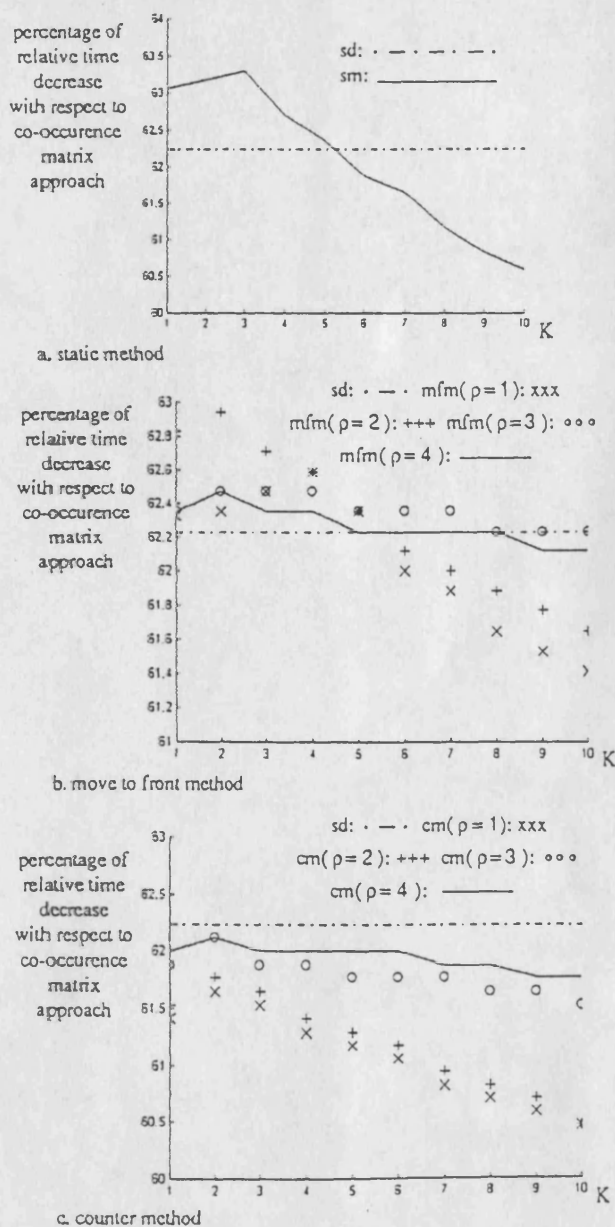 percentage of
relative time
decrease
with respect to
co-occurence
matrix
approach
64
63.5
63
62.5
62
61.5
61
60.5
60
sd: · — · — · —
sm: ———
1 2 3 4 5 6 7 8 9 10 K
a. static method
percentage of
relative time
decrease
with respect to
co-occurence
matrix
approach
63
62.8
62.6
62.4
62.2
62
61.8
61.6
61.4
61.2
61
sd: · — · mfm(ρ=1): xxx
mfm(ρ=2): +++ mfm(ρ=3): ooo
mfm(ρ=4): ———
1 2 3 4 5 6 7 8 9 10 K
b. move to front method
percentage of
relative time
decrease
with respect to
co-occurence
matrix
approach
63
62.5
62
61.5
61
60.5
60
sd: · — · cm(ρ=1): xxx
cm(ρ=2): +++ cm(ρ=3): ooo
cm(ρ=4): ———
1 2 3 4 5 6 7 8 9 10 K
c. counter method